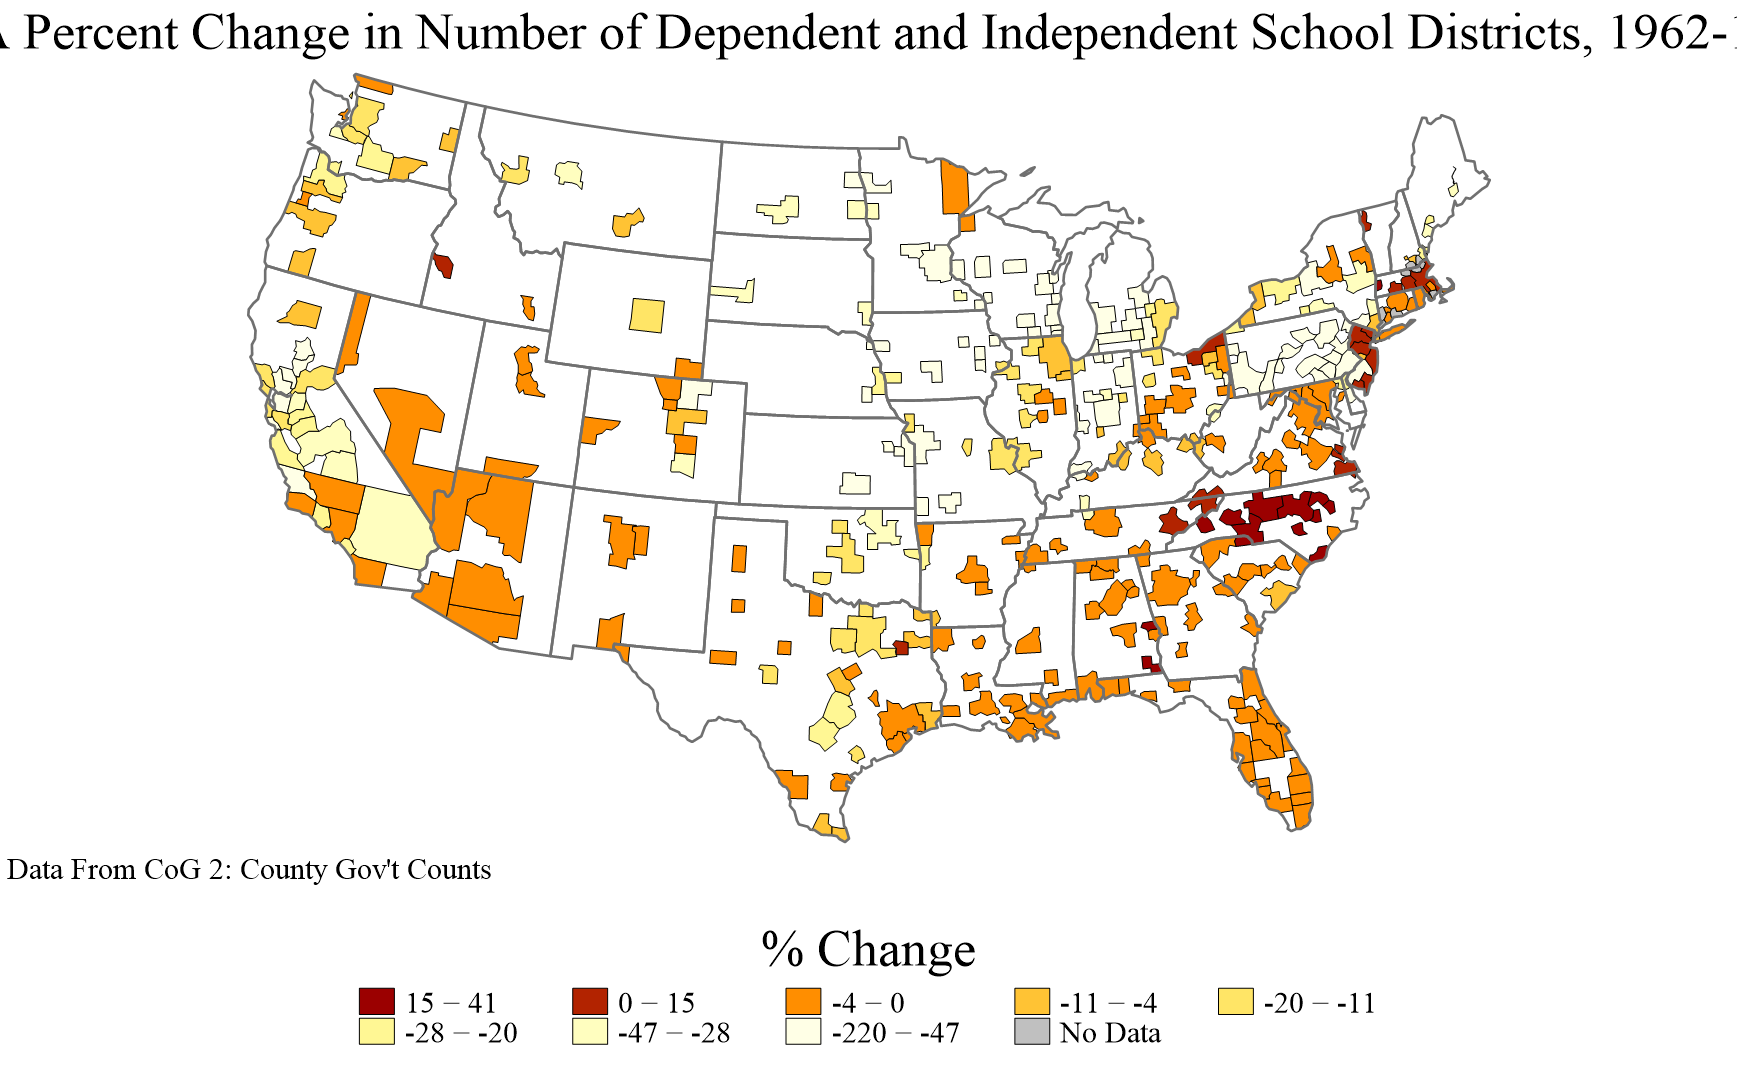 Percent Change in Number of Dependent and Independent School Districts, 1962-
Data From CoG 2: County Gov't Counts
% Change
15 – 41
0 – 15
-4 – 0
-11 – -4
-20 – -11
-28 – -20
-47 – -28
-220 – -47
No Data